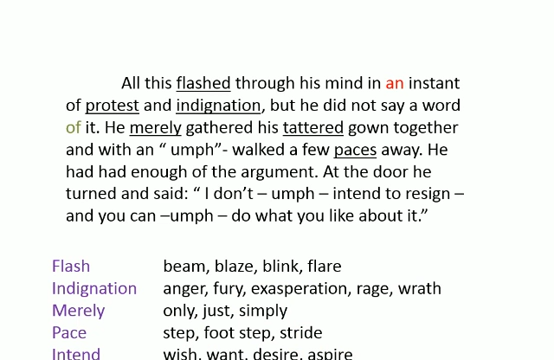 All this flashed through his mind in an instant
of protest and indignation, but he did not say a word
of it. He merely gathered his tattered gown together
and with an “ umph”- walked a few paces away. He
had had enough of the argument. At the door he
turned and said: “ I don’t – umph – intend to resign –
and you can –umph – do what you like about it.”
Flash beam, blaze, blink, flare
Indignation anger, fury, exasperation, rage, wrath
Merely only, just, simply
Pace step, foot step, stride
Intend wish, want, desire, aspire